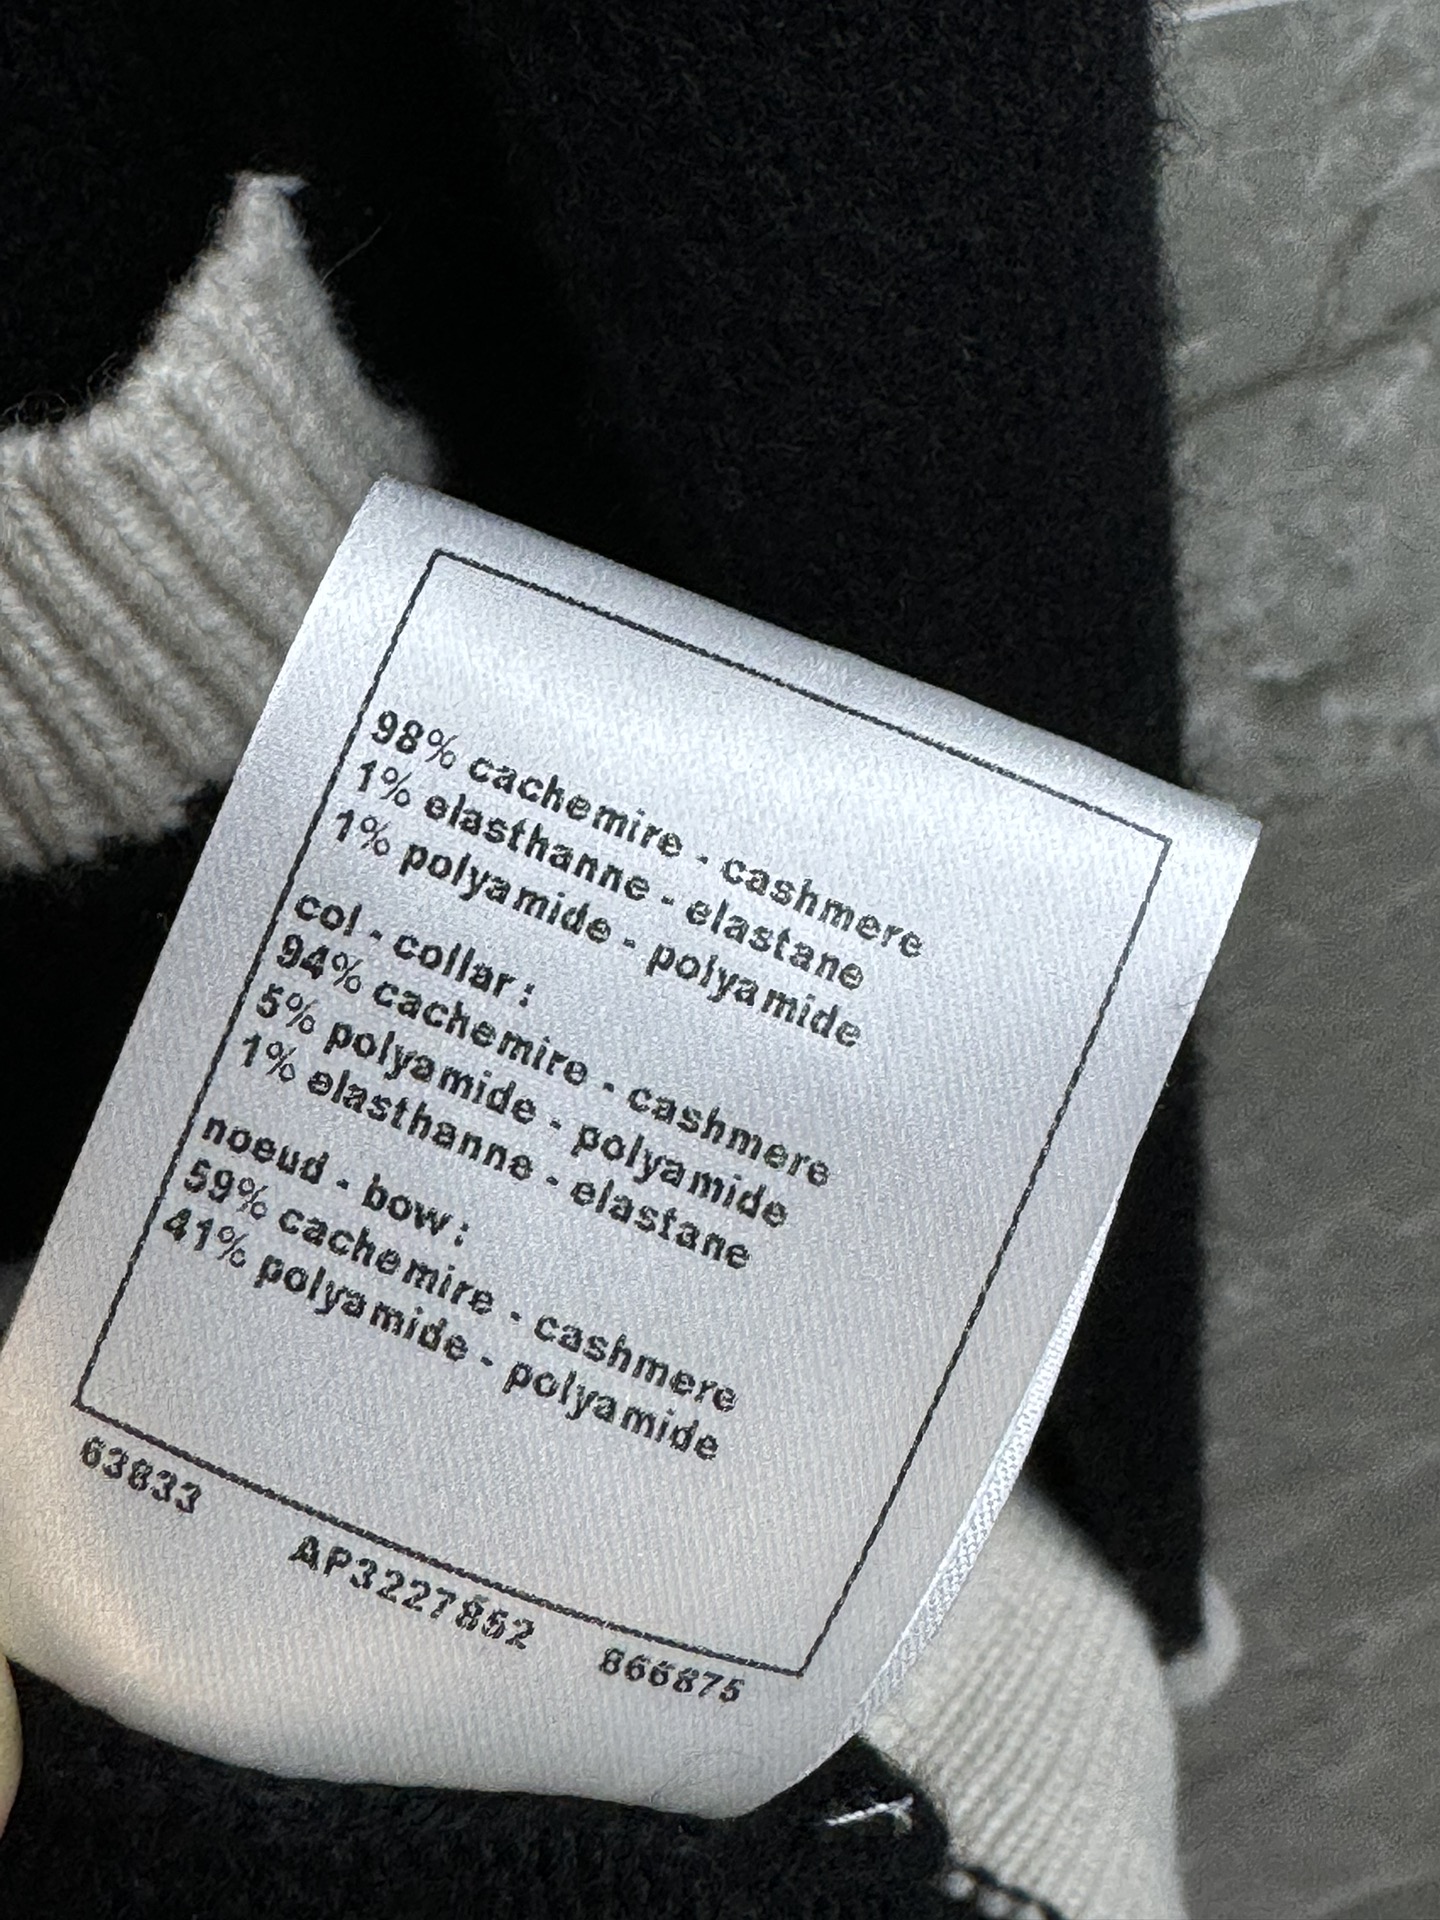 98% cachemire - cashmere
1% elasthanne - elastane
1% polyamide - polyamide
col - collar :
94% cachemire - cashmere
5% polyamide - polyamide
1% elasthanne - elastane
noeud - bow :
59% cachemire - cashmere
41% polyamide - polyamide
63833 AP3227852 866875